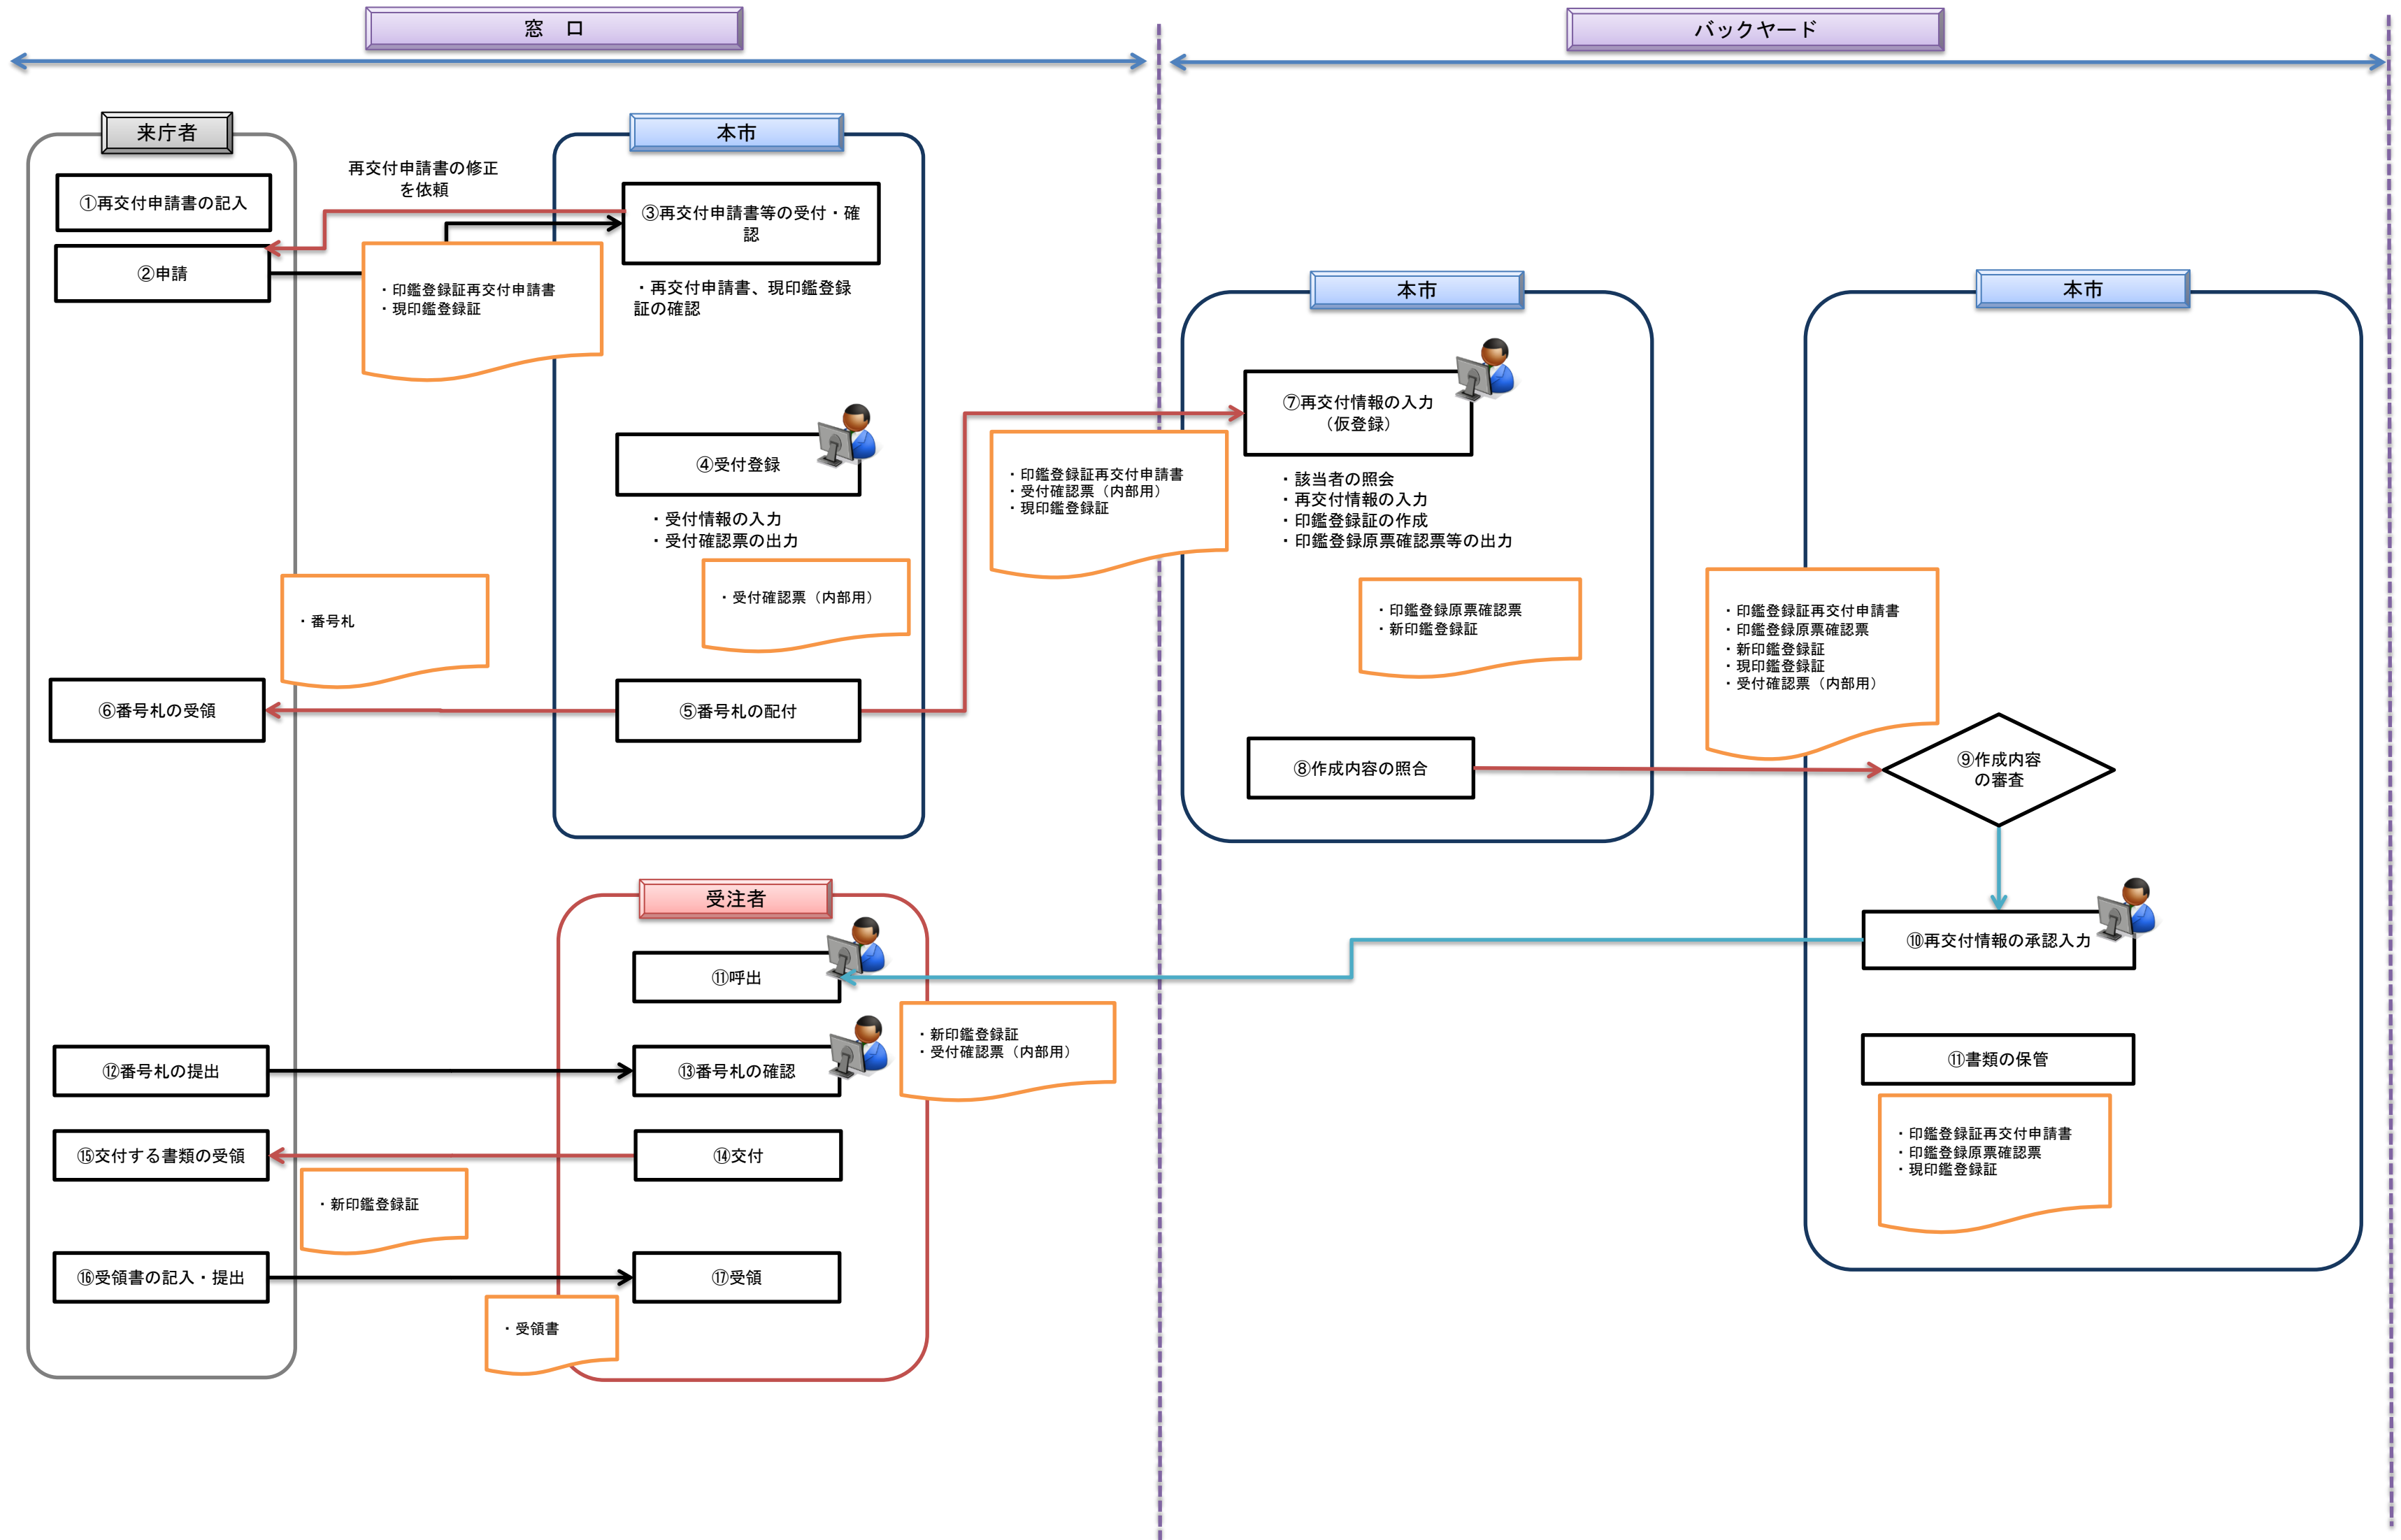 窓　口
バックヤード
来庁者
本市
再交付申請書の修正
を依頼
①再交付申請書の記入
②申請
③再交付申請書等の受付・確
認
・印鑑登録証再交付申請書
・現印鑑登録証
・再交付申請書、現印鑑登録
証の確認
④受付登録
・受付情報の入力
・受付確認票の出力
・受付確認票（内部用）
・番号札
⑥番号札の受領
⑤番号札の配付
本市
⑦再交付情報の入力
（仮登録）
・印鑑登録証再交付申請書
・受付確認票（内部用）
・現印鑑登録証
・該当者の照会
・再交付情報の入力
・印鑑登録証の作成
・印鑑登録原票確認票等の出力
・印鑑登録原票確認票
・新印鑑登録証
⑧作成内容の照合
本市
・印鑑登録証再交付申請書
・印鑑登録原票確認票
・新印鑑登録証
・現印鑑登録証
・受付確認票（内部用）
⑨作成内容
の審査
⑩再交付情報の承認入力
⑪書類の保管
・印鑑登録証再交付申請書
・印鑑登録原票確認票
・現印鑑登録証
受注者
⑪呼出
・新印鑑登録証
・受付確認票（内部用）
⑫番号札の提出
⑬番号札の確認
⑮交付する書類の受領
⑭交付
・新印鑑登録証
⑯受領書の記入・提出
⑰受領
・受領書